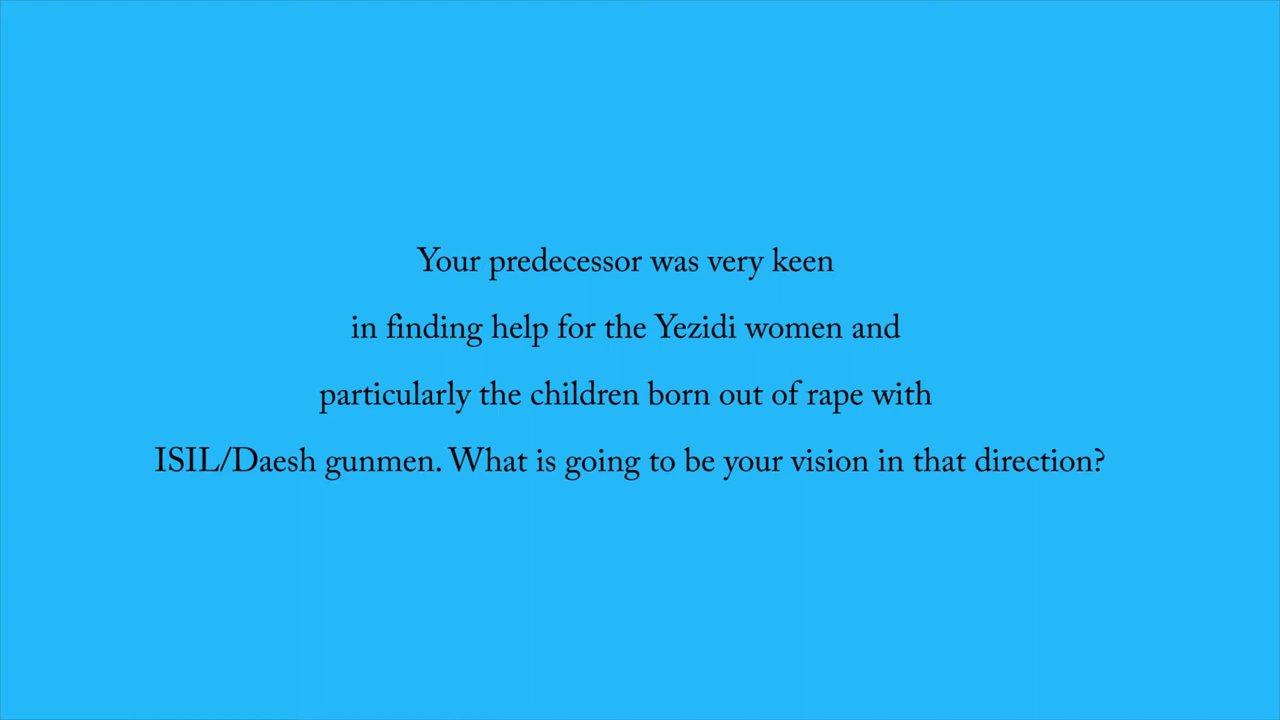 Your predecessor was very keen
in finding help for the Yezidi women and
particularly the children born out of rape with
ISIL/Daesh gunmen. What is going to be your vision in that direction?